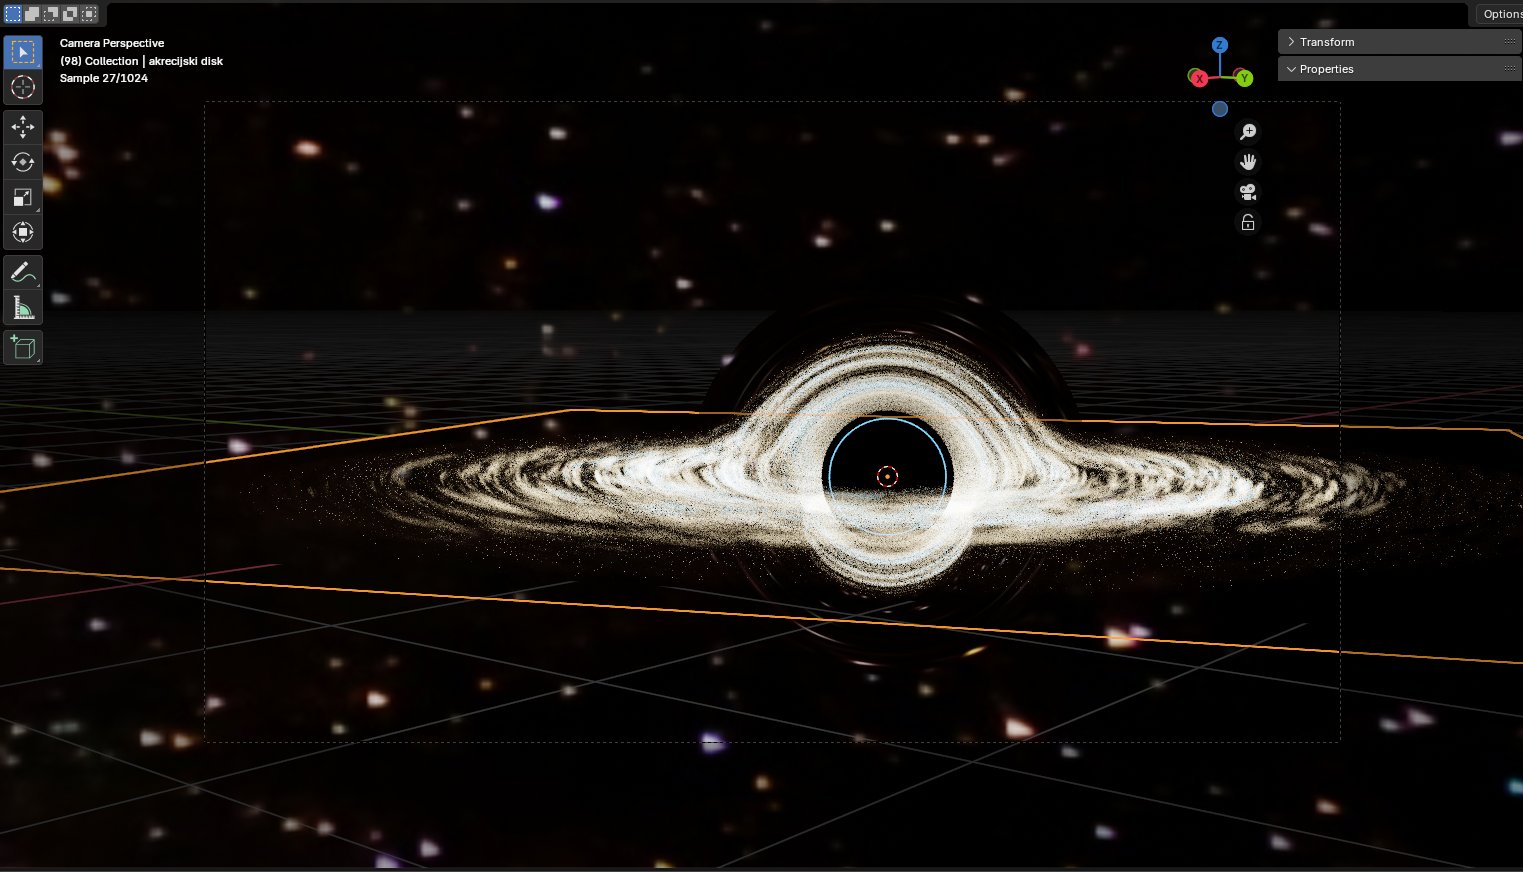 Options
Camera Perspective
(98) Collection | akrecijski disk
Sample 27/1024
Transform
Properties
Z
X
Y